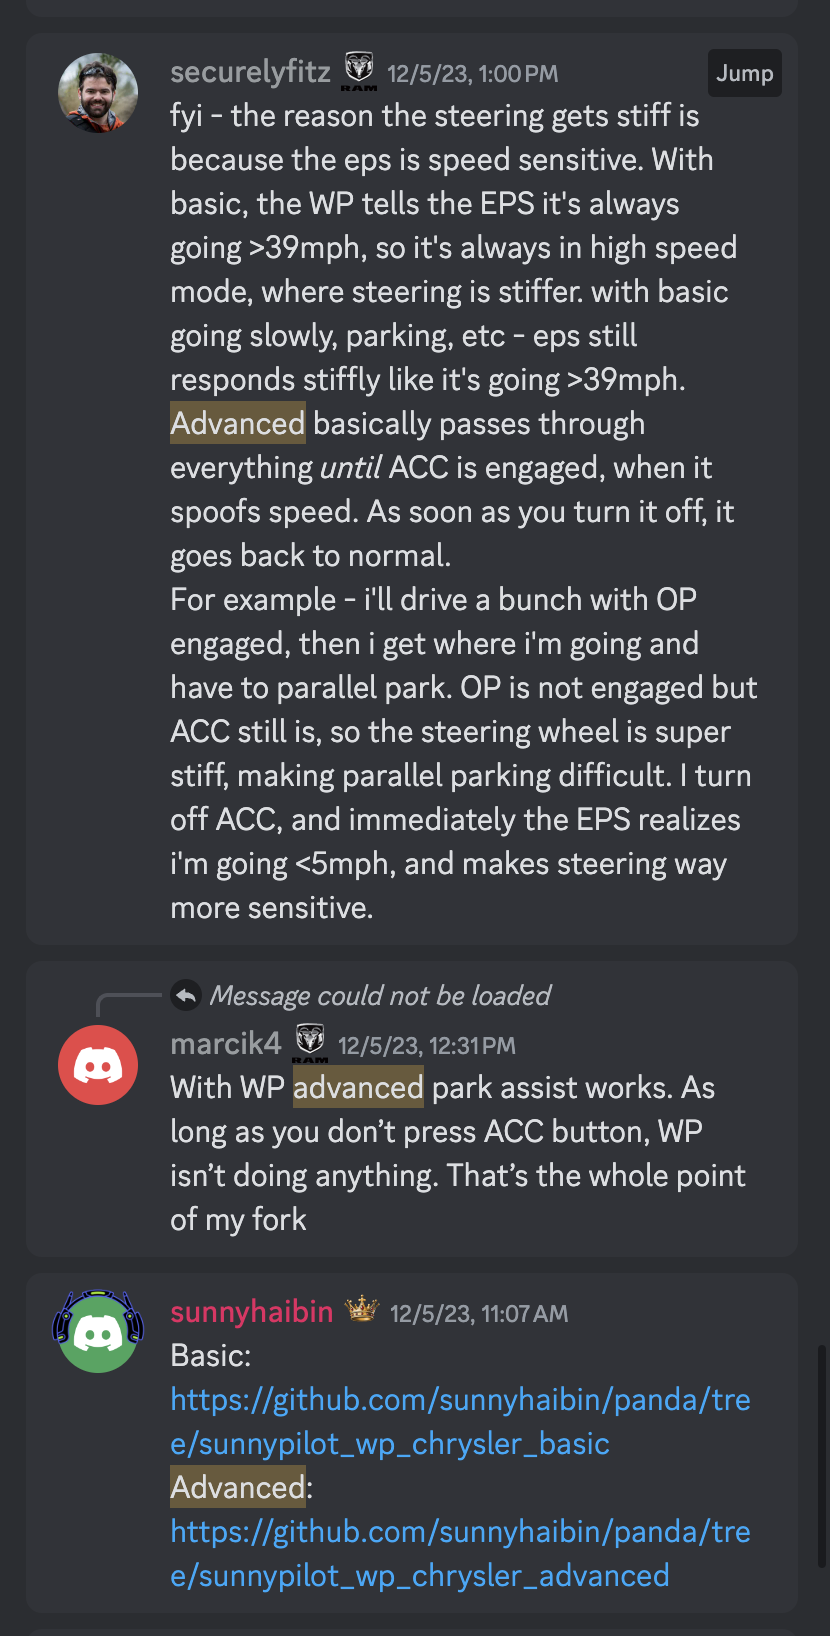 securelyfitz RAM 12/5/23, 1:00 PM
Jump
fyi - the reason the steering gets stiff is
because the eps is speed sensitive. With
basic, the WP tells the EPS it's always
going >39mph, so it's always in high speed
mode, where steering is stiffer. with basic
going slowly, parking, etc - eps still
responds stiffly like it's going >39mph.
Advanced basically passes through
everything until ACC is engaged, when it
spoofs speed. As soon as you turn it off, it
goes back to normal.
For example - i'll drive a bunch with OP
engaged, then i get where i'm going and
have to parallel park. OP is not engaged but
ACC still is, so the steering wheel is super
stiff, making parallel parking difficult. I turn
off ACC, and immediately the EPS realizes
i'm going <5mph, and makes steering way
more sensitive.
Message could not be loaded
marcik4 RAM 12/5/23, 12:31 PM
With WP advanced park assist works. As
long as you don’t press ACC button, WP
isn’t doing anything. That’s the whole point
of my fork
sunnyhaibin 12/5/23, 11:07 AM
Basic:
https://github.com/sunnyhaibin/panda/tre
e/sunnypilot_wp_chrysler_basic
Advanced:
https://github.com/sunnyhaibin/panda/tre
e/sunnypilot_wp_chrysler_advanced